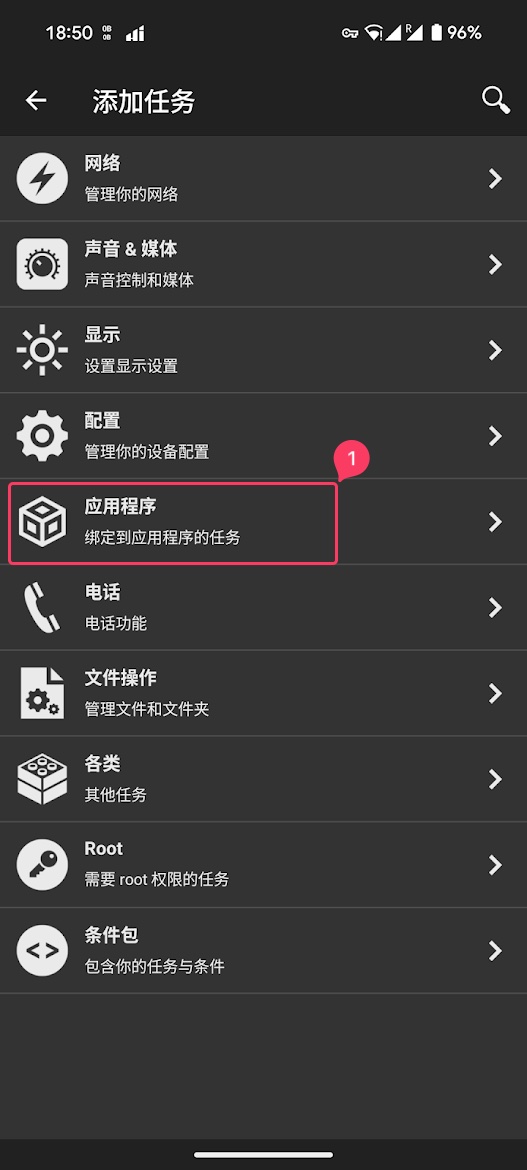 18:50 0B 0B R 96%
添加任务
网络
管理你的网络
声音 & 媒体
声音控制和媒体
显示
设置显示设置
配置
管理你的设备配置
1
应用程序
绑定到应用程序的任务
电话
电话功能
文件操作
管理文件和文件夹
各类
其他任务
Root
需要 root 权限的任务
条件包
包含你的任务与条件